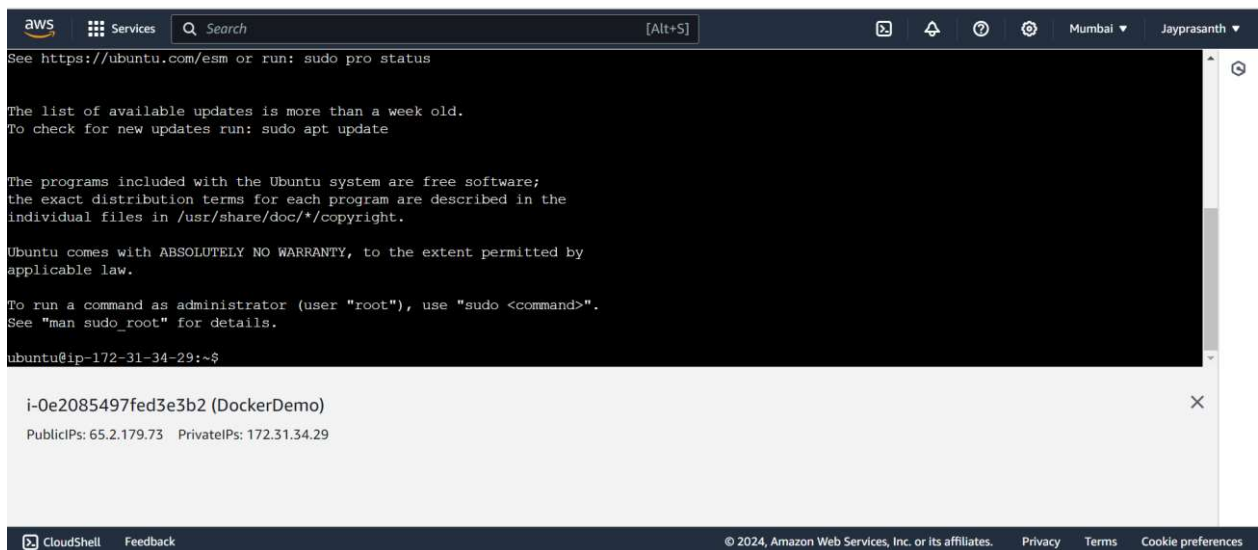 aws Services Search [Alt+S] Mumbai ▼ Jayprasanth ▼
See https://ubuntu.com/esm or run: sudo pro status
The list of available updates is more than a week old.
To check for new updates run: sudo apt update
The programs included with the Ubuntu system are free software;
the exact distribution terms for each program are described in the
individual files in /usr/share/doc/*/copyright.
Ubuntu comes with ABSOLUTELY NO WARRANTY, to the extent permitted by
applicable law.
To run a command as administrator (user "root"), use "sudo <command>".
See "man sudo_root" for details.
ubuntu@ip-172-31-34-29:~$
i-0e2085497fed3e3b2 (DockerDemo)
PublicIPs: 65.2.179.73 PrivateIPs: 172.31.34.29
CloudShell Feedback © 2024, Amazon Web Services, Inc. or its affiliates. Privacy Terms Cookie preferences